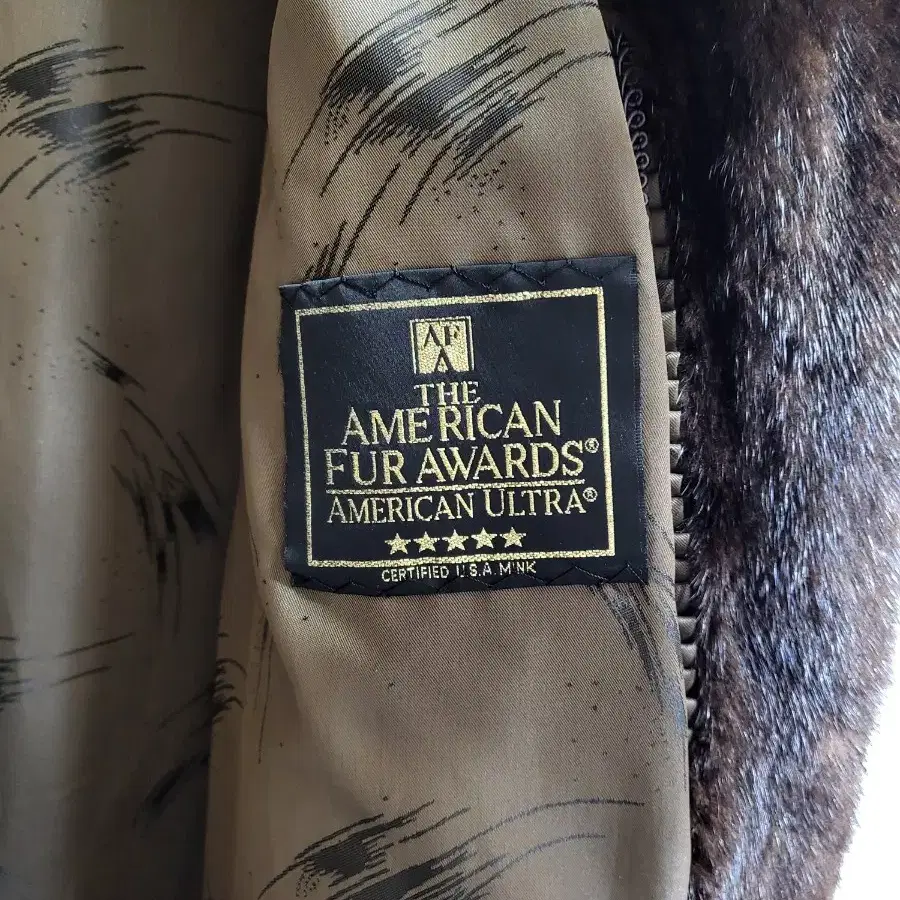 AFA
THE
AMERICAN
FUR AWARDS®
AMERICAN ULTRA®
CERTIFIED U.S.A. MINK